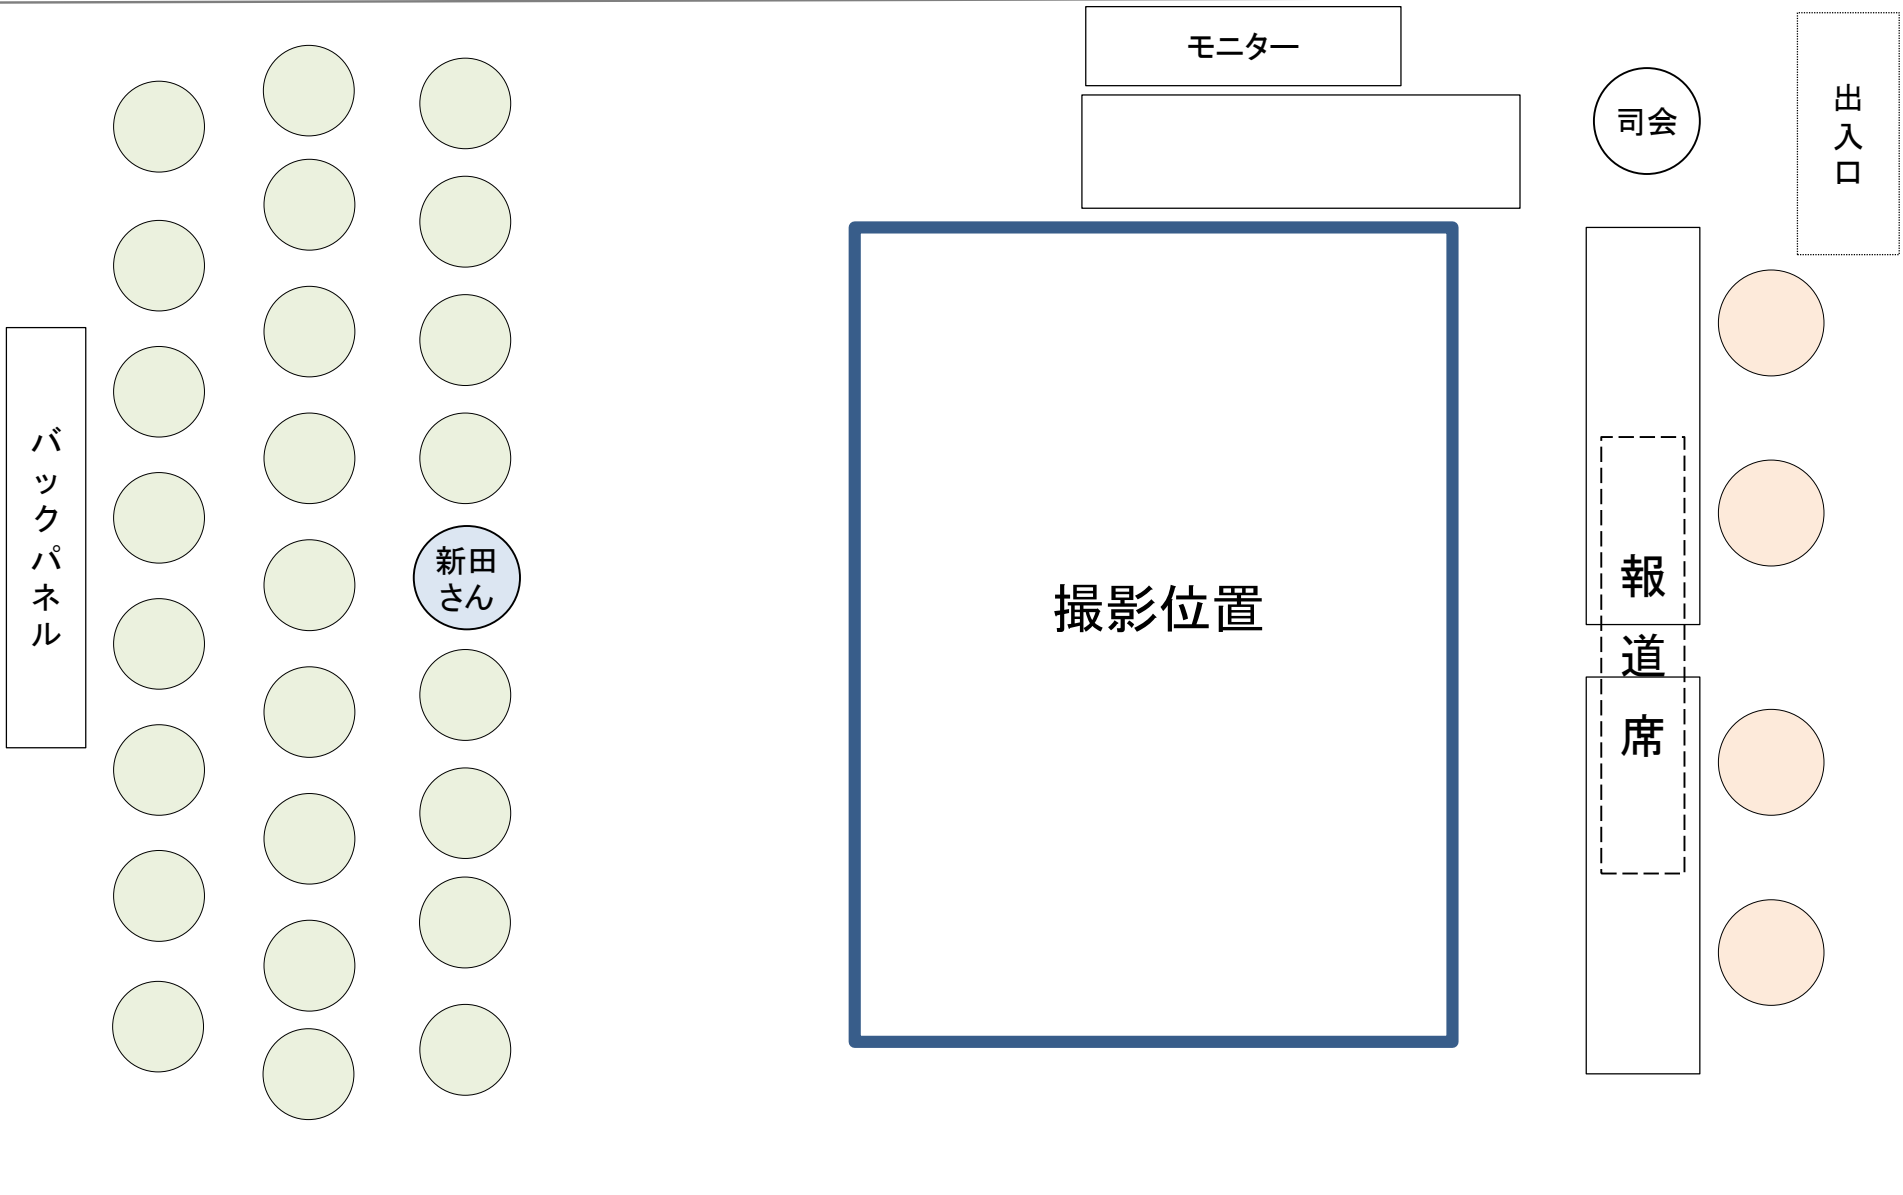 モニター
司会
出入口
バックパネル
新田
さん
撮影位置
報道席